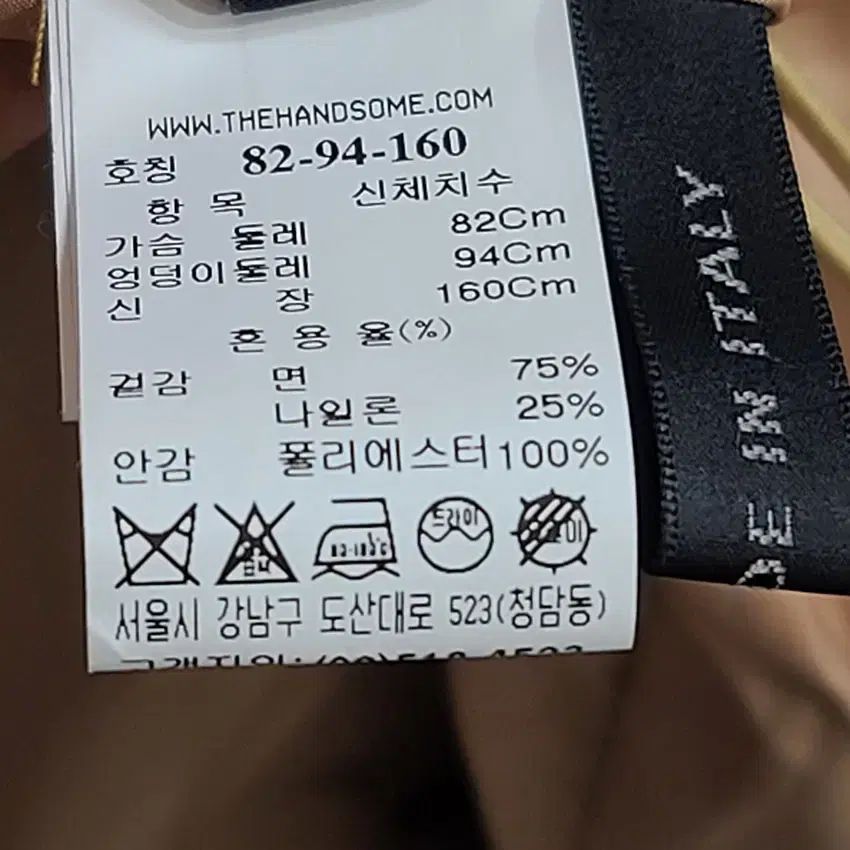 WWW.THEHANDSOME.COM
호칭 82-94-160
항 목 신체치수
가슴 둘레 82Cm
엉덩이둘레 94Cm
신 장 160Cm
혼 용 율(%)
겉감 면 75%
나일론 25%
안감 폴리에스터100%
드라이
서울시 강남구 도산대로 523(청담동)
IN ITALY